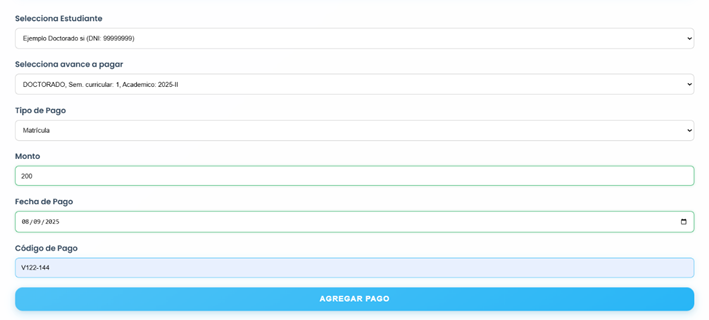 Selecciona Estudiante
Ejemplo Doctorado si (DNI: 99999999)
Selecciona avance a pagar
DOCTORADO, Sem. curricular: 1, Academico: 2025-II
Tipo de Pago
Matrícula
Monto
200
Fecha de Pago
08/09/2025
Código de Pago
V122-144
AGREGAR PAGO